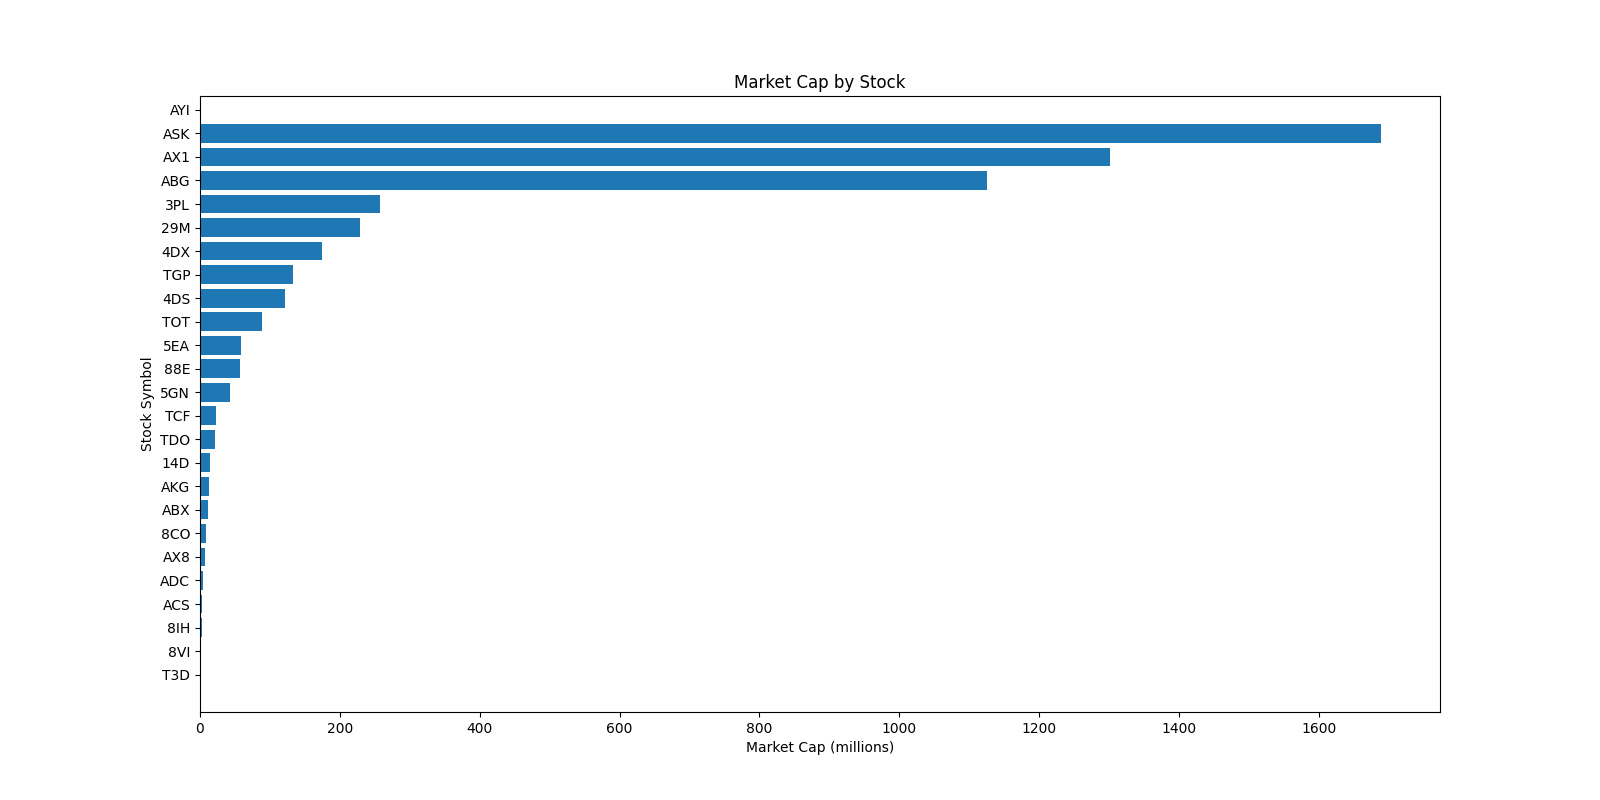 Market Cap by Stock
AYI
ASK
AX1
ABG
3PL
29M
4DX
TGP
4DS
TOT
5EA
88E
5GN
TCF
TDO
14D
AKG
ABX
8CO
AX8
ADC
ACS
8IH
8VI
T3D
Stock Symbol
0 200 400 600 800 1000 1200 1400 1600
Market Cap (millions)